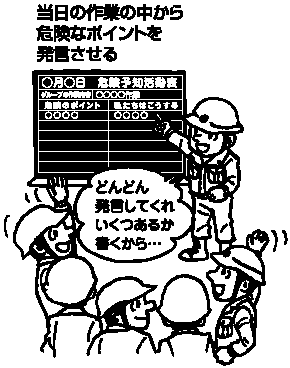 当日の作業の中から
危険なポイントを
発言させる
○月○日 危険予知活動表
グループの作業内容 ○○○○作業
危険のポイント 私たちはこうする
○○○○ ○○○○
どんどん
発言してくれ
いくつあるか
書くから…